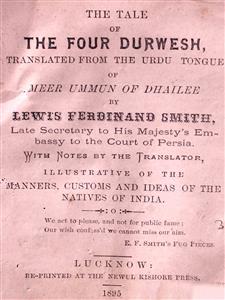 THE TALE
OF
THE FOUR DURWESH,
TRANSLATED FROM THE URDU TONGUE
OF
MEER UMMUN OF DHAILEE
BY
LEWIS FERDINAND SMITH,
Late Secretary to His Majesty's Em-
bassy to the Court of Persia.
WITH NOTES BY THE TRANSLATOR,
ILLUSTRATIVE OF THE
MANNERS, CUSTOMS AND IDEAS OF THE
NATIVES OF INDIA.
We act to please, and not for public fame:
Our wish confess'd we cannot miss our aim.
E. F. SMITH'S FUG PIECES
LUCKNOW:
RE-PRINTED AT THE NEWUL KISHORE PRESS.
1895